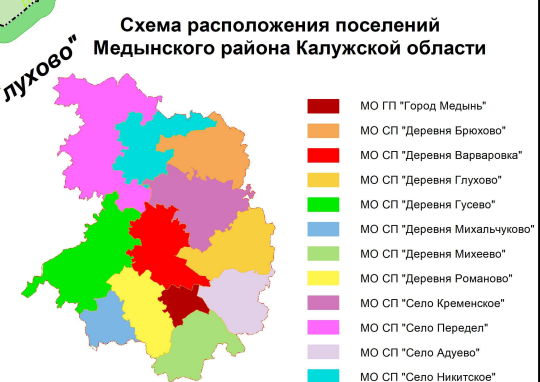 лухово"
Схема расположения поселений
Медынского района Калужской области
МО ГП "Город Медынь"
МО СП "Деревня Брюхово"
МО СП "Деревня Варваровка"
МО СП "Деревня Глухово"
МО СП "Деревня Гусево"
МО СП "Деревня Михальчуково"
МО СП "Деревня Михеево"
МО СП "Деревня Романово"
МО СП "Село Кременское"
МО СП "Село Передел"
МО СП "Село Адуево"
МО СП "Село Никитское"